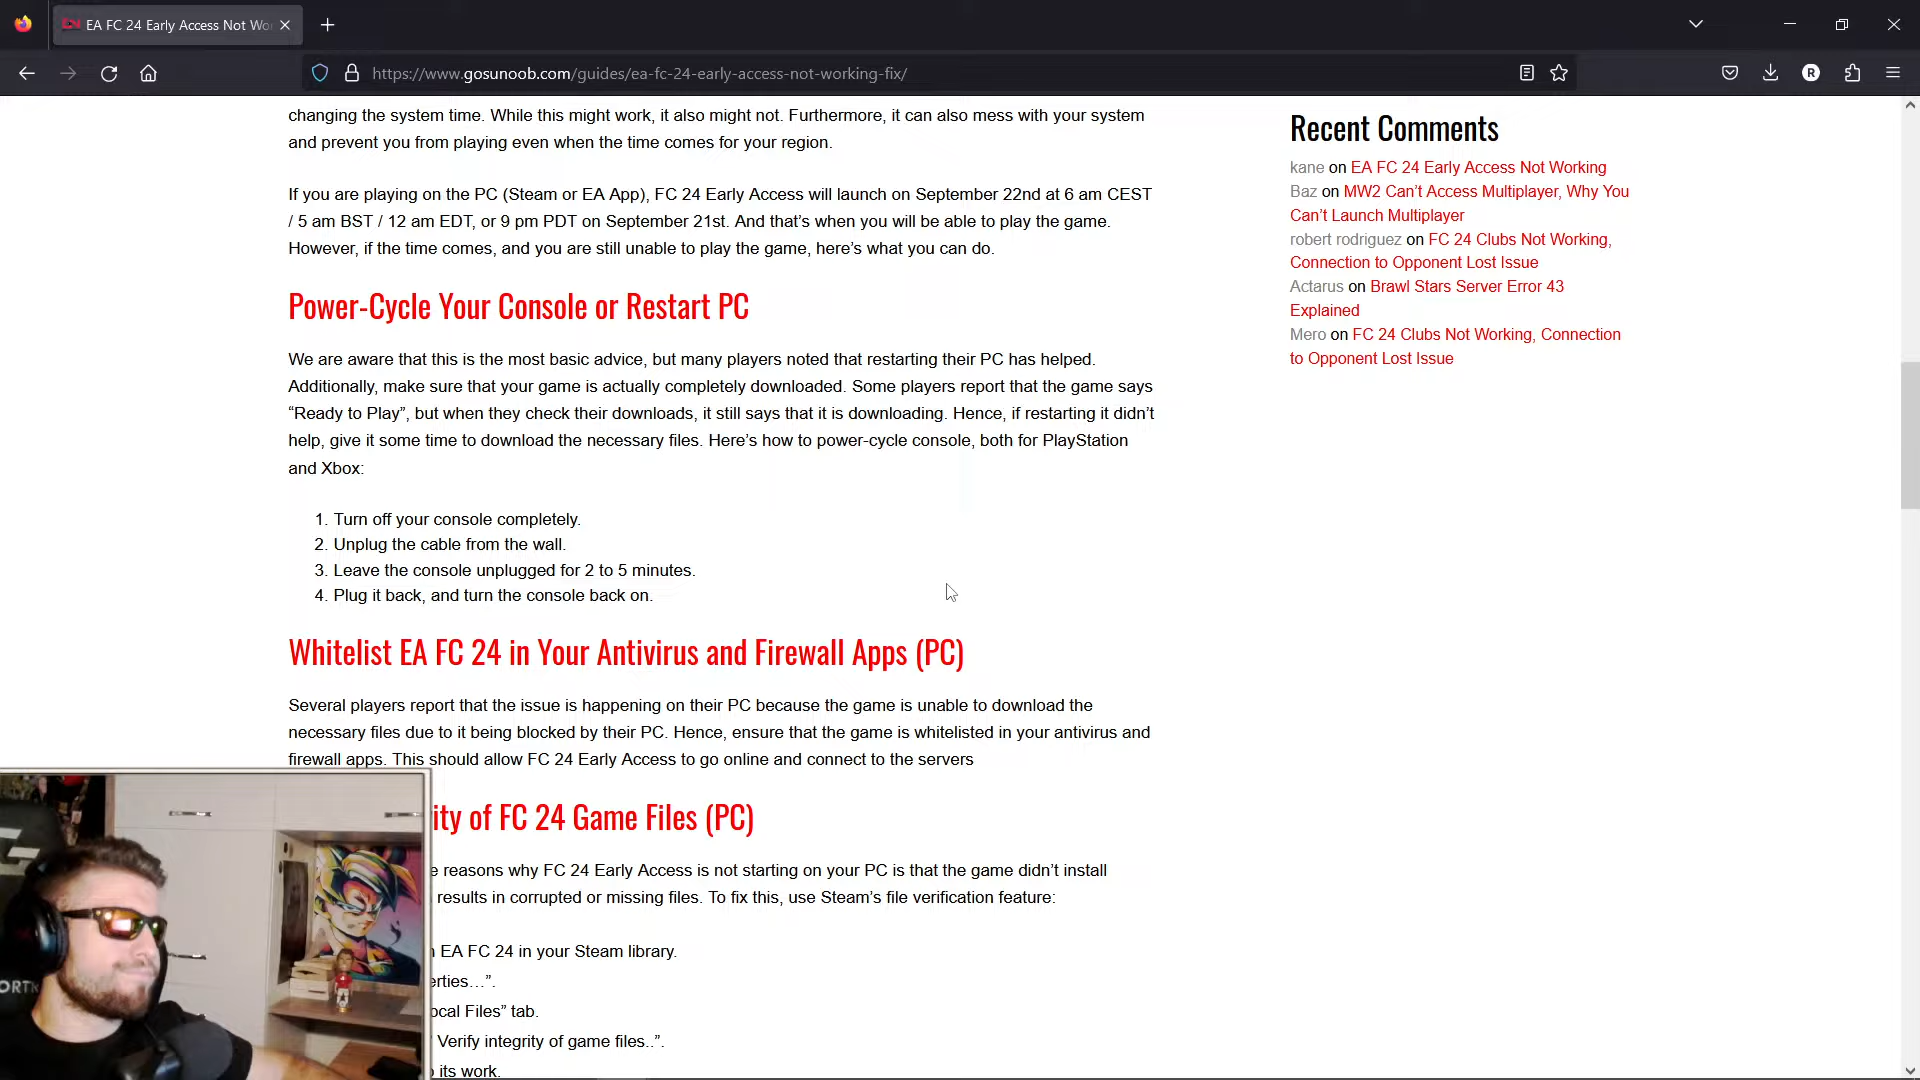 EA FC 24 Early Access Not Wo
https://www.gosunoob.com/guides/ea-fc-24-early-access-not-working-fix/
R
changing the system time. While this might work, it also might not. Furthermore, it can also mess with your system
and prevent you from playing even when the time comes for your region.
If you are playing on the PC (Steam or EA App), FC 24 Early Access will launch on September 22nd at 6 am CEST
/ 5 am BST / 12 am EDT, or 9 pm PDT on September 21st. And that’s when you will be able to play the game.
However, if the time comes, and you are still unable to play the game, here’s what you can do.
Power-Cycle Your Console or Restart PC
We are aware that this is the most basic advice, but many players noted that restarting their PC has helped.
Additionally, make sure that your game is actually completely downloaded. Some players report that the game says
“Ready to Play”, but when they check their downloads, it still says that it is downloading. Hence, if restarting it didn’t
help, give it some time to download the necessary files. Here’s how to power-cycle console, both for PlayStation
and Xbox:
1. Turn off your console completely.
2. Unplug the cable from the wall.
3. Leave the console unplugged for 2 to 5 minutes.
4. Plug it back, and turn the console back on.
Whitelist EA FC 24 in Your Antivirus and Firewall Apps (PC)
Several players report that the issue is happening on their PC because the game is unable to download the
necessary files due to it being blocked by their PC. Hence, ensure that the game is whitelisted in your antivirus and
firewall apps. This should allow FC 24 Early Access to go online and connect to the servers
ity of FC 24 Game Files (PC)
e reasons why FC 24 Early Access is not starting on your PC is that the game didn’t install
results in corrupted or missing files. To fix this, use Steam’s file verification feature:
EA FC 24 in your Steam library.
erties…”.
ocal Files” tab.
Verify integrity of game files..”.
its work.
Recent Comments
kane on EA FC 24 Early Access Not Working
Baz on MW2 Can’t Access Multiplayer, Why You
Can’t Launch Multiplayer
robert rodriguez on FC 24 Clubs Not Working,
Connection to Opponent Lost Issue
Actarus on Brawl Stars Server Error 43
Explained
Mero on FC 24 Clubs Not Working, Connection
to Opponent Lost Issue